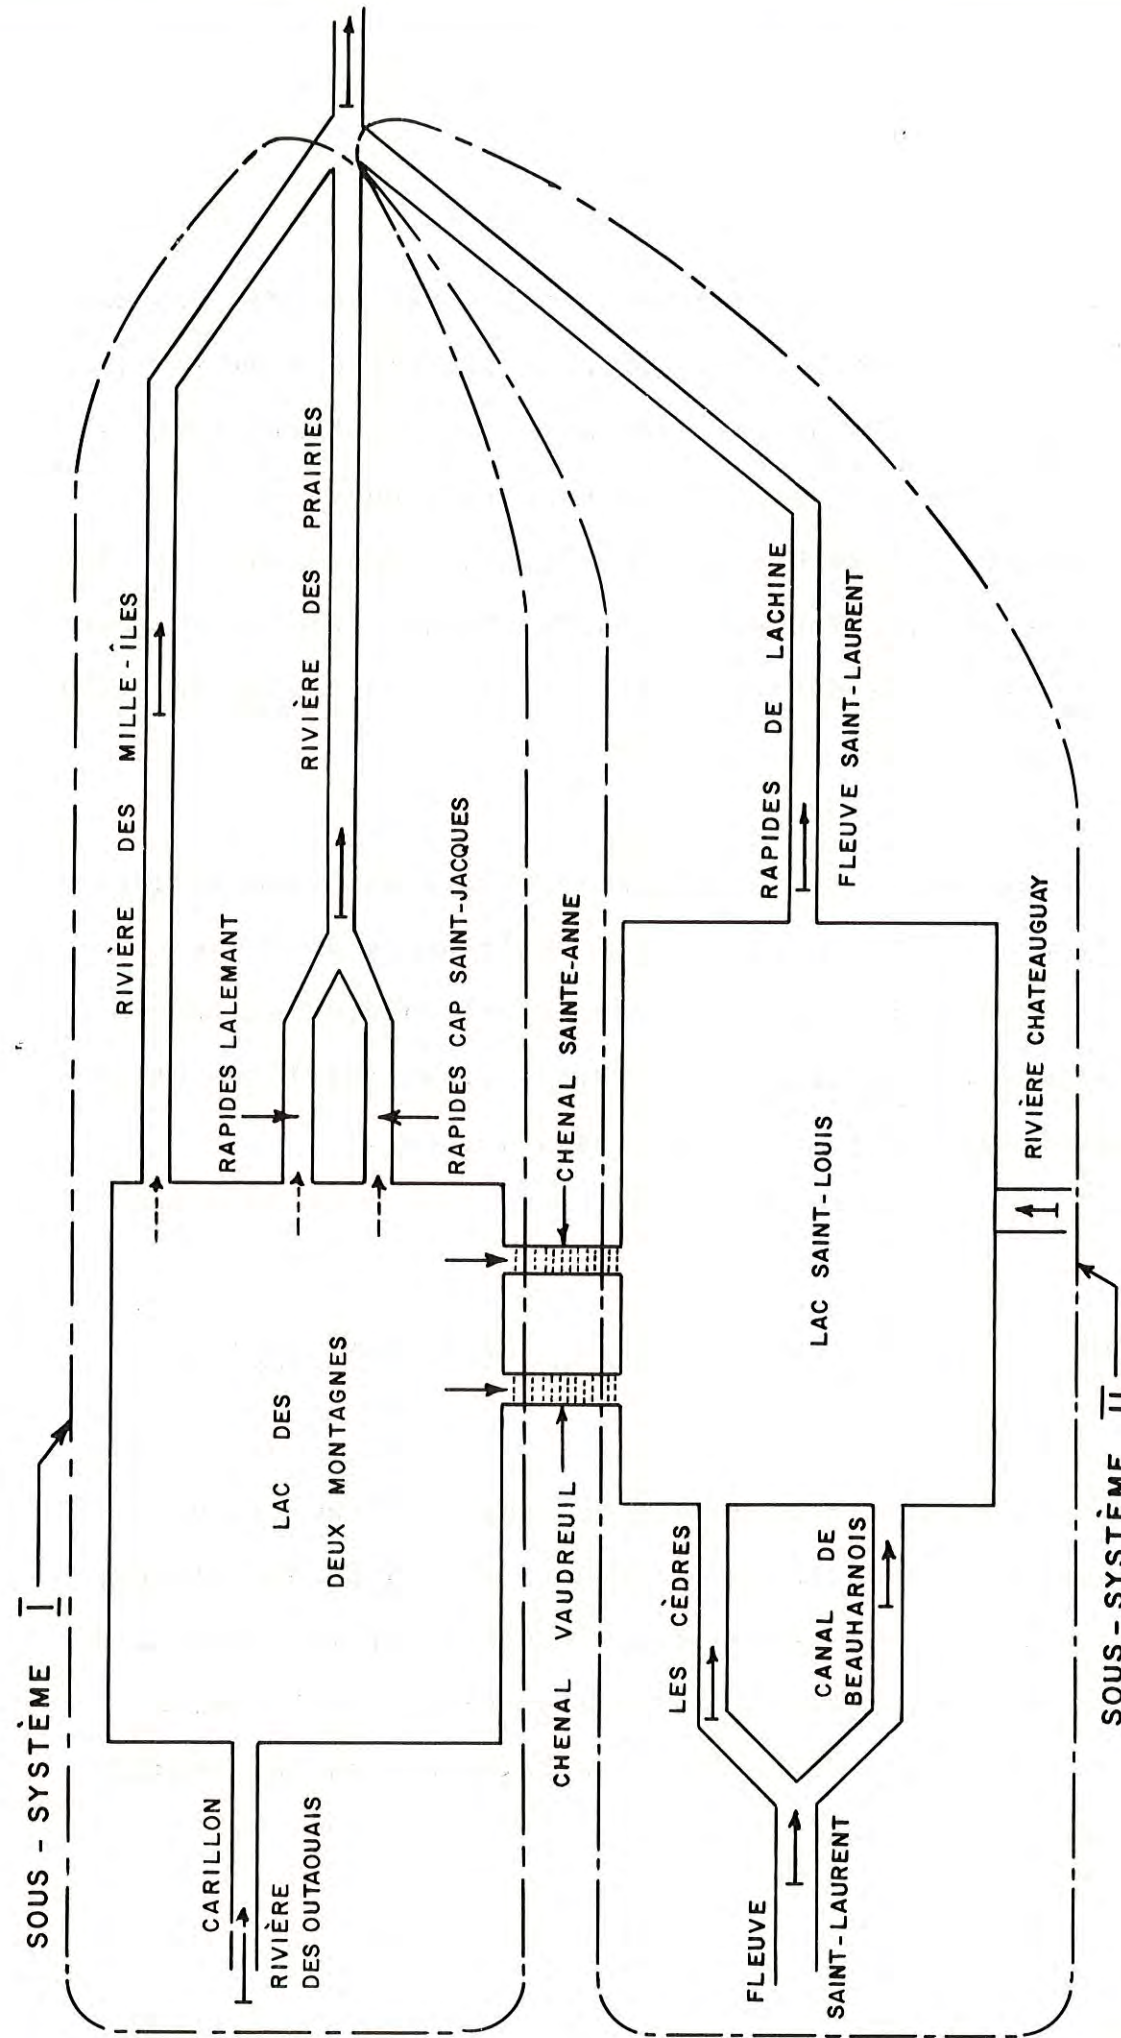 SOUS - SYSTÈME I
CARILLON
RIVIÈRE
DES OUTAOUAIS
LAC DES
DEUX MONTAGNES
RIVIÈRE DES MILLE-ÎLES
RAPIDES LALEMANT
RIVIÈRE DES PRAIRIES
RAPIDES CAP SAINT-JACQUES
CHENAL VAUDREUIL
CHENAL SAINTE-ANNE
FLEUVE
SAINT-LAURENT
LES CÈDRES
CANAL DE
BEAUHARNOIS
LAC SAINT-LOUIS
RAPIDES DE LACHINE
FLEUVE SAINT-LAURENT
RIVIÈRE CHATEAUGUAY
SOUS - SYSTÈME II